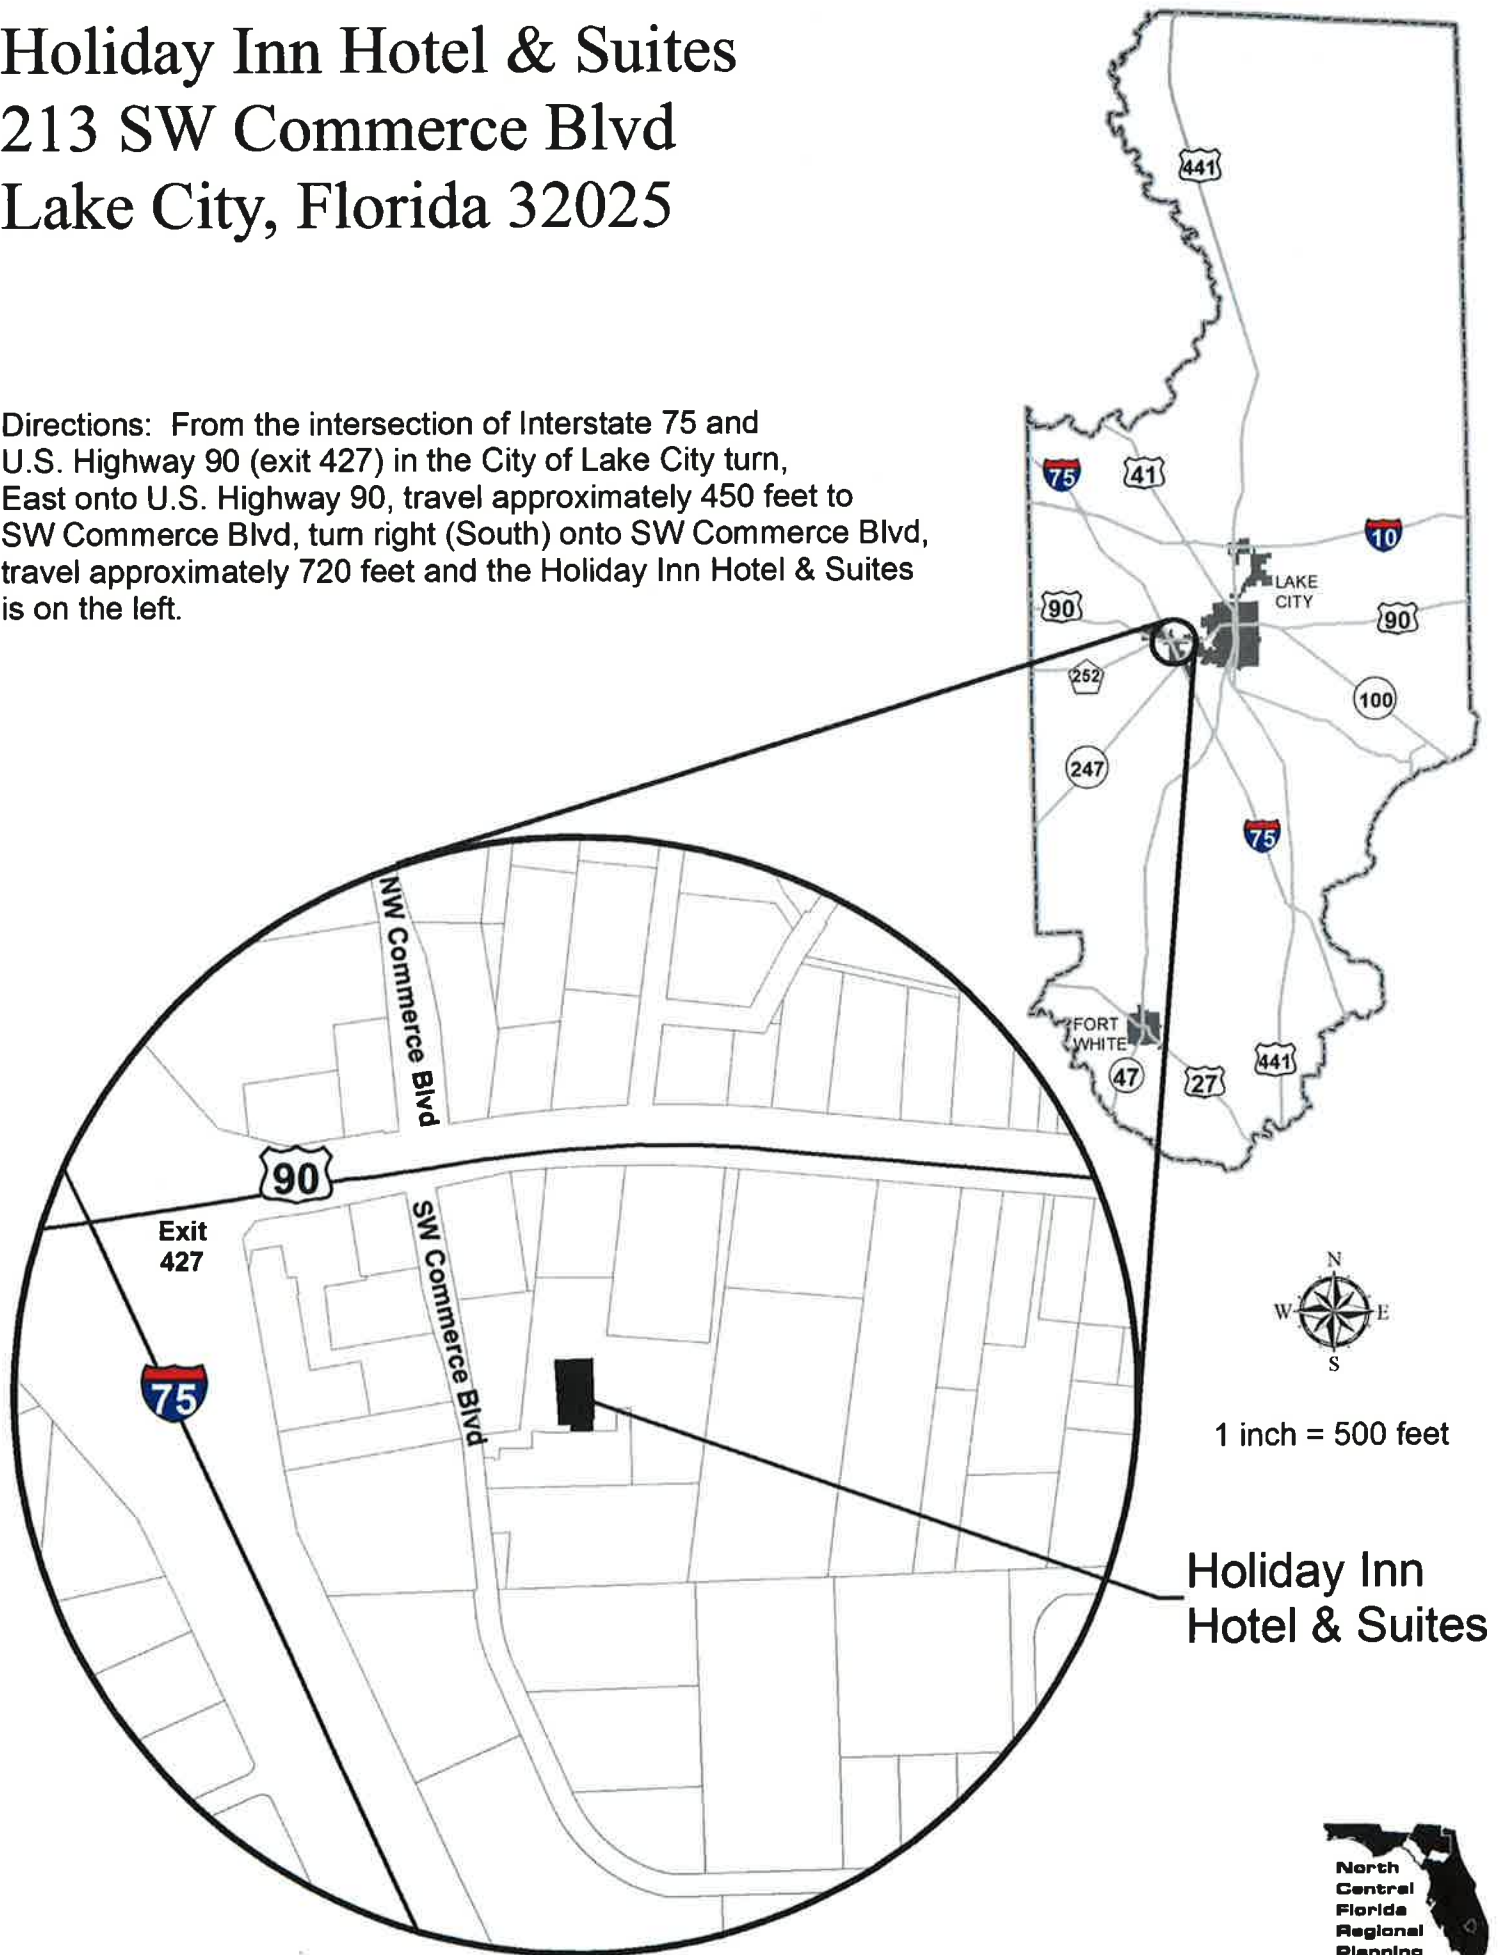 Holiday Inn Hotel & Suites
213 SW Commerce Blvd
Lake City, Florida 32025
Directions: From the intersection of Interstate 75 and
U.S. Highway 90 (exit 427) in the City of Lake City turn,
East onto U.S. Highway 90, travel approximately 450 feet to
SW Commerce Blvd, turn right (South) onto SW Commerce Blvd,
travel approximately 720 feet and the Holiday Inn Hotel & Suites
is on the left.
441
75
41
10
LAKE
CITY
90
90
252
100
247
75
FORT
WHITE
47
27
441
NW Commerce Blvd
90
Exit
427
SW Commerce Blvd
75
N
W
E
S
1 inch = 500 feet
Holiday Inn
Hotel & Suites
North
Central
Florida
Regional
Planning